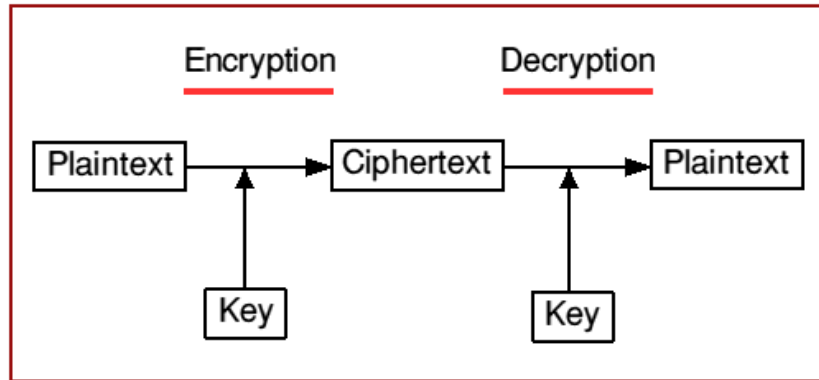 Encryption
Decryption
Plaintext
Ciphertext
Plaintext
Key
Key